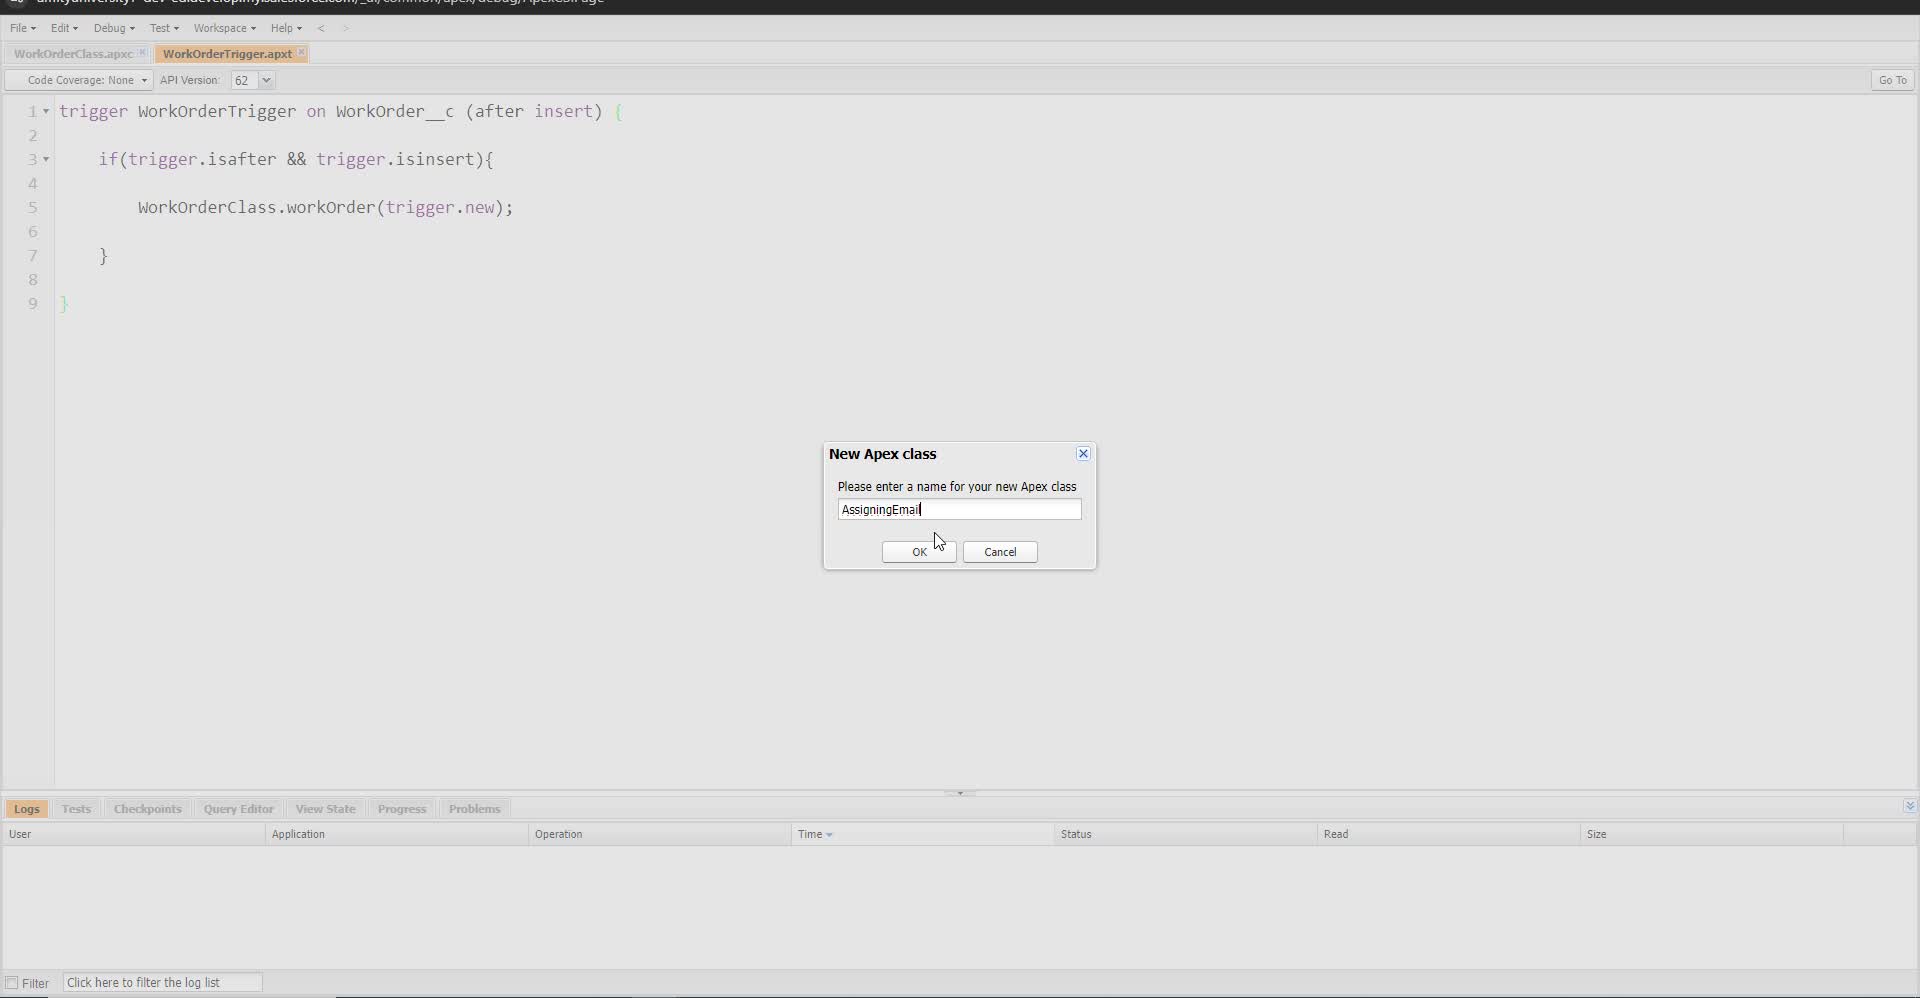 File Edit Debug Test Workspace Help < >
WorkOrderClass.apxc WorkOrderTrigger.apxt
Code Coverage: None API Version: 62 Go To
1 trigger WorkOrderTrigger on WorkOrder__c (after insert) {
2
3 if(trigger.isafter && trigger.isinsert){
4
5 WorkOrderClass.workOrder(trigger.new);
6
7 }
8
9 }
New Apex class
Please enter a name for your new Apex class
AssigningEmail
OK Cancel
Logs Tests Checkpoints Query Editor View State Progress Problems
User Application Operation Time Status Read Size
Filter Click here to filter the log list